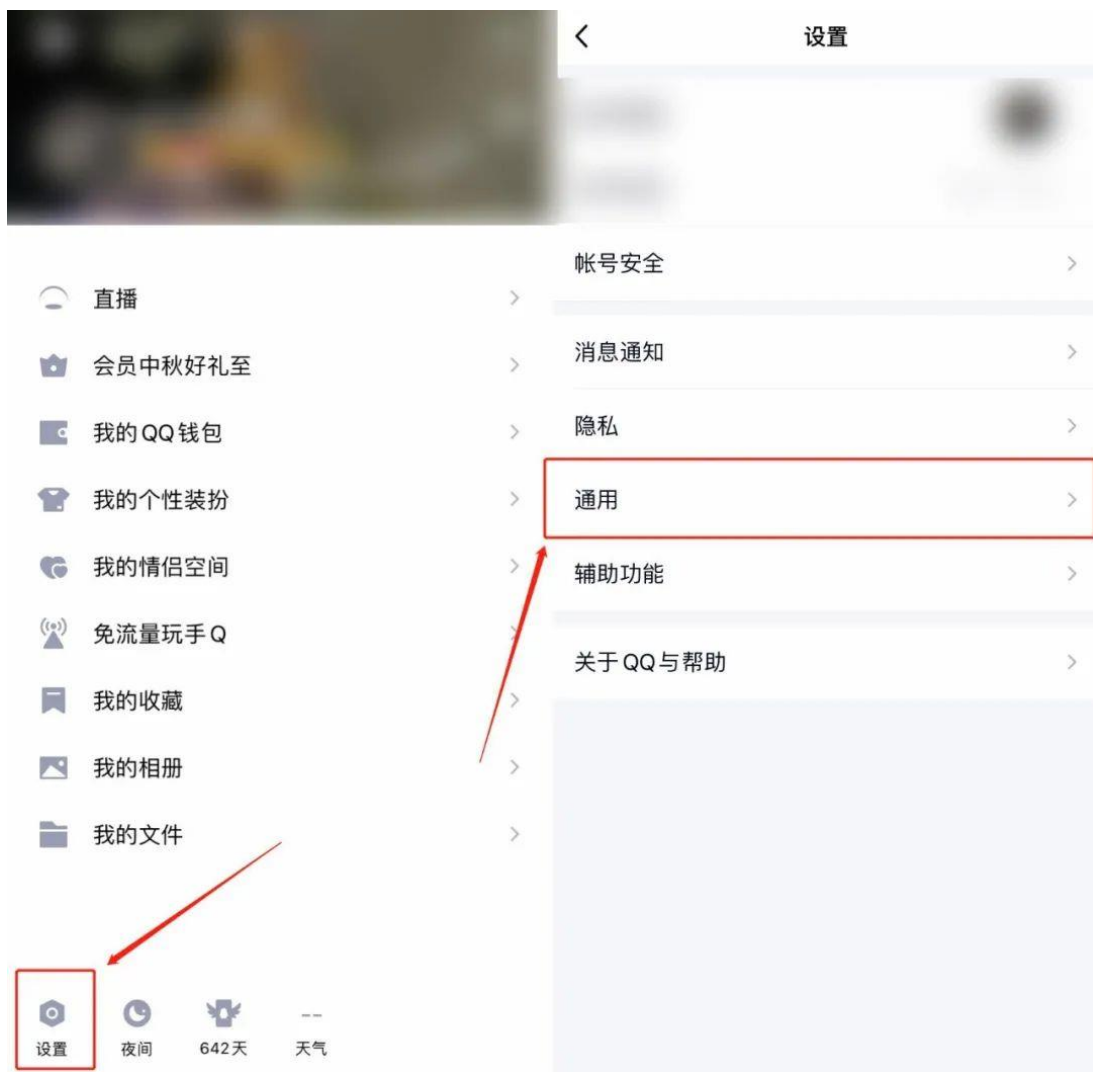 直播
会员中秋好礼至
我的QQ钱包
我的个性装扮
我的情侣空间
免流量玩手Q
我的收藏
我的相册
我的文件
设置
夜间
642天
--
天气
设置
帐号安全
消息通知
隐私
通用
辅助功能
关于QQ与帮助